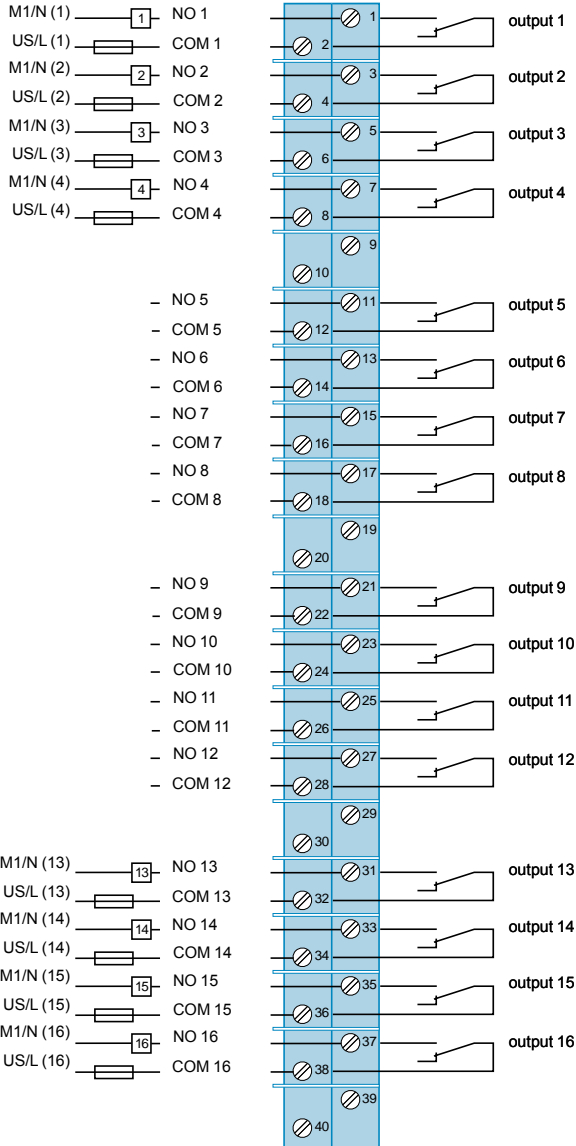 M1/N (1) 1 NO 1 1 output 1
US/L (1) COM 1 2
M1/N (2) 2 NO 2 3 output 2
US/L (2) COM 2 4
M1/N (3) 3 NO 3 5 output 3
US/L (3) COM 3 6
M1/N (4) 4 NO 4 7 output 4
US/L (4) COM 4 8
9
10
NO 5 11 output 5
COM 5 12
NO 6 13 output 6
COM 6 14
NO 7 15 output 7
COM 7 16
NO 8 17 output 8
COM 8 18
19
20
NO 9 21 output 9
COM 9 22
NO 10 23 output 10
COM 10 24
NO 11 25 output 11
COM 11 26
NO 12 27 output 12
COM 12 28
29
30
M1/N (13) 13 NO 13 31 output 13
US/L (13) COM 13 32
M1/N (14) 14 NO 14 33 output 14
US/L (14) COM 14 34
M1/N (15) 15 NO 15 35 output 15
US/L (15) COM 15 36
M1/N (16) 16 NO 16 37 output 16
US/L (16) COM 16 38
39
40